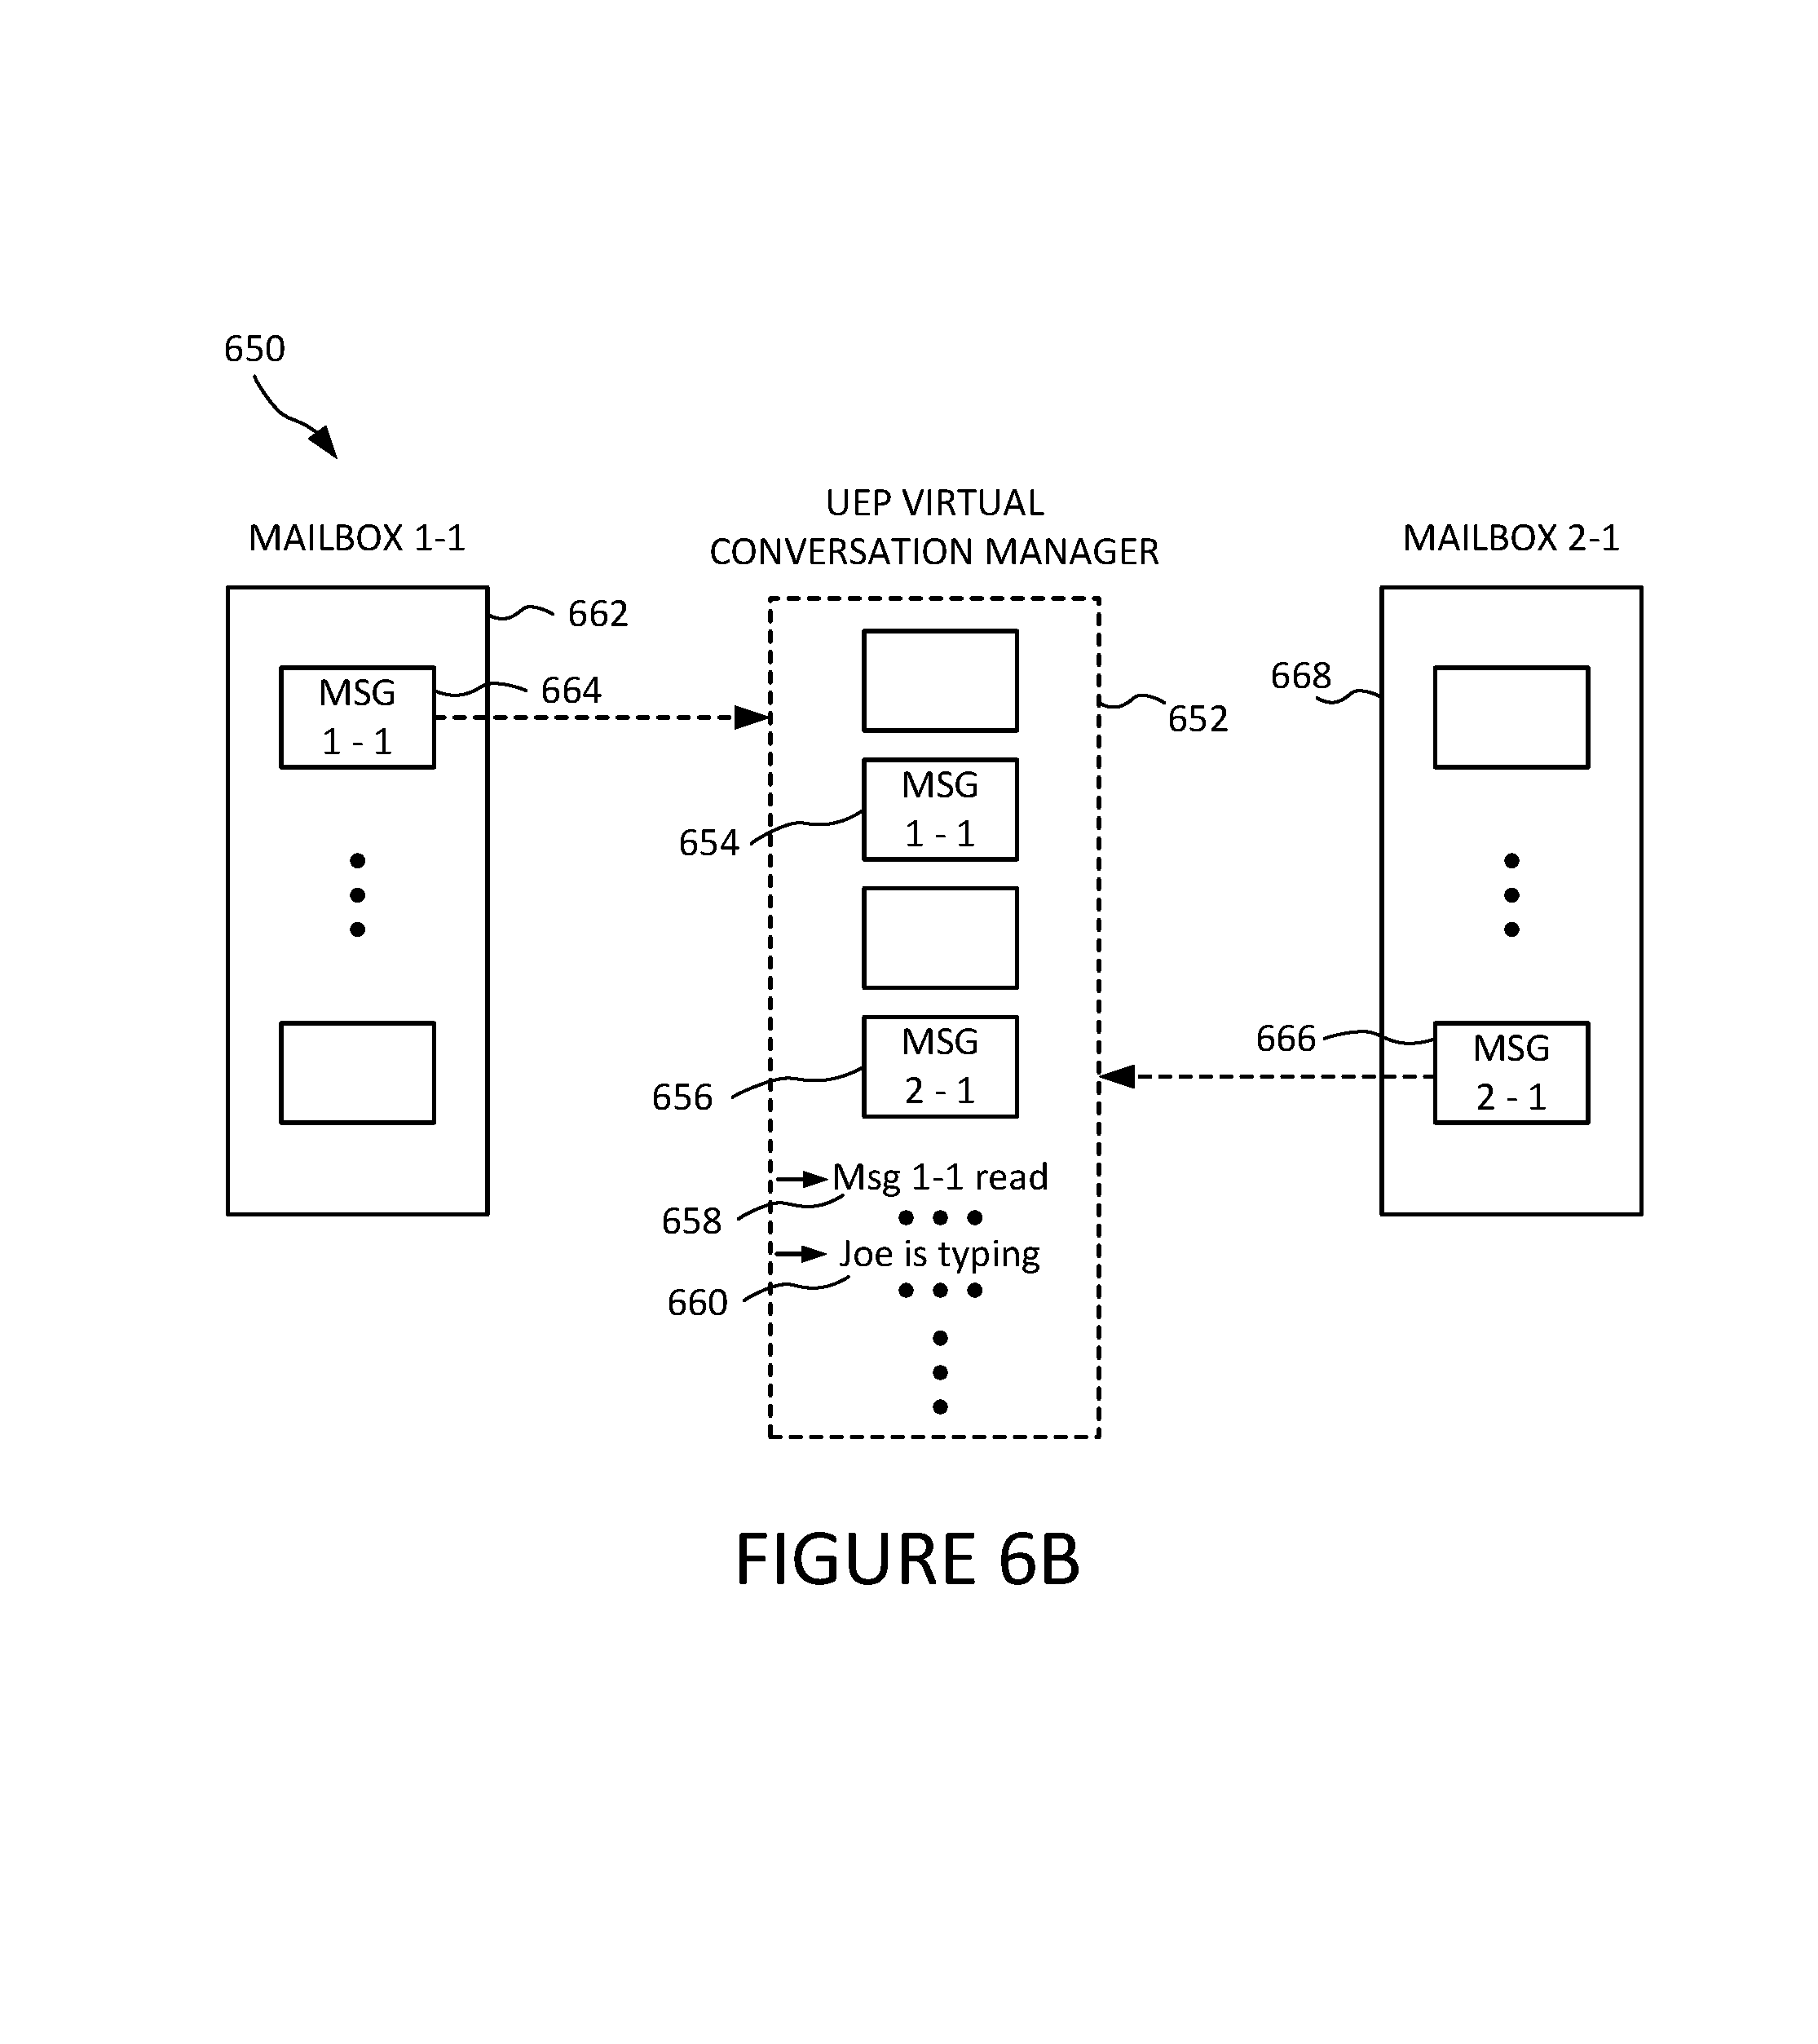 650
UEP VIRTUAL
CONVERSATION MANAGER
MAILBOX 1-1
MAILBOX 2-1
662
MSG
1 - 1
664
668
652
MSG
1 - 1
654
666
MSG
2 - 1
656
MSG
2 - 1
Msg 1-1 read
658
Joe is typing
660
FIGURE 6B